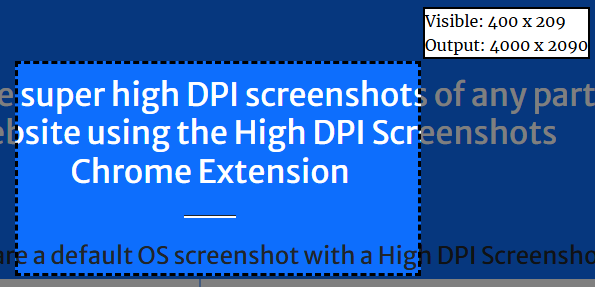 Visible: 400 x 209
Output: 4000 x 2090
e super high DPI screenshots of any part
ebsite using the High DPI Screenshots
Chrome Extension
are a default OS screenshot with a High DPI Screensho